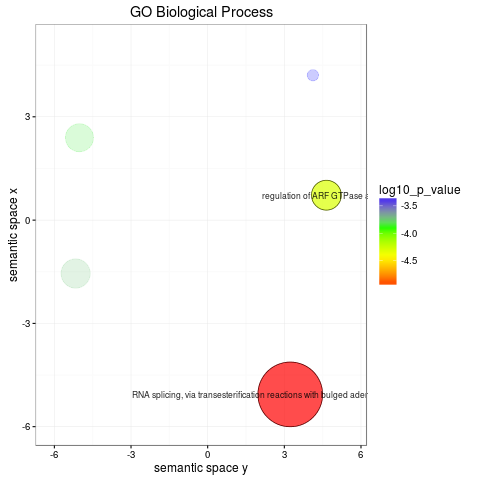 GO Biological Process
semantic space x
3
0
-3
-6
regulation of ARF GTPase a
RNA splicing, via transesterification reactions with bulged aden
-6
-3
0
3
6
semantic space y
log10_p_value
-3.5
-4.0
-4.5